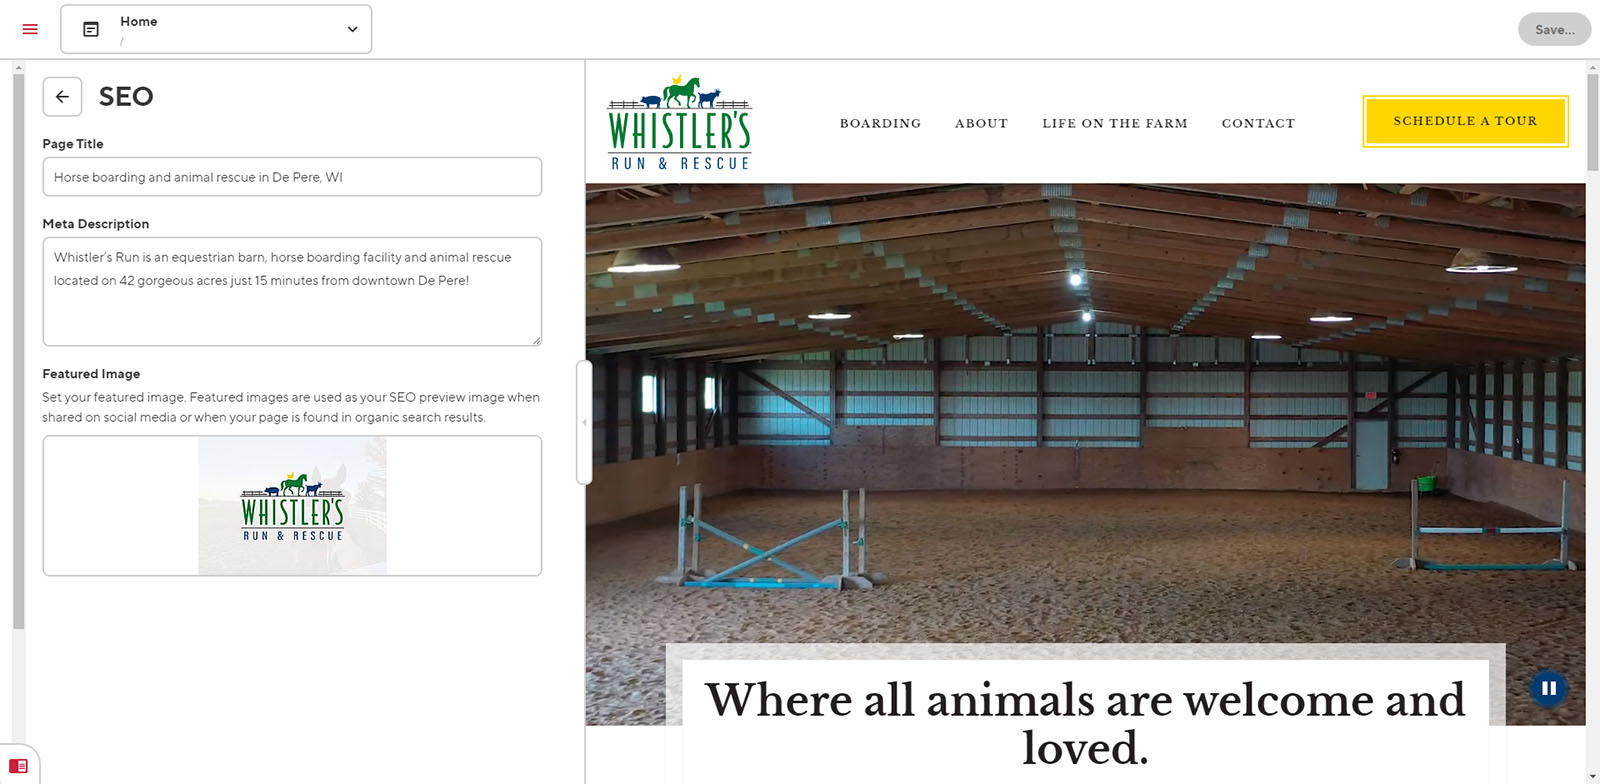 Home
/
Save...
SEO
Page Title
Horse boarding and animal rescue in De Pere, WI
Meta Description
Whistler's Run is an equestrian barn, horse boarding facility and animal rescue
located on 42 gorgeous acres just 15 minutes from downtown De Pere!
Featured Image
Set your featured image. Featured images are used as your SEO preview image when
shared on social media or when your page is found in organic search results.
WHISTLER'S
RUN & RESCUE
WHISTLER'S
RUN & RESCUE
BOARDING
ABOUT
LIFE ON THE FARM
CONTACT
SCHEDULE A TOUR
Where all animals are welcome and
loved.